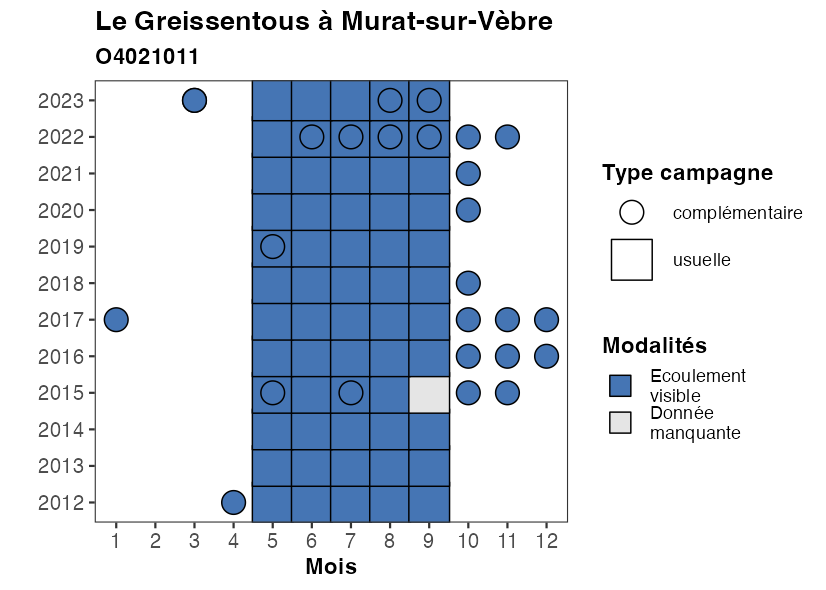 Le Greissentous à Murat-sur-Vèbre
O4021011
2023
2022
2021
2020
2019
2018
2017
2016
2015
2014
2013
2012
1 2 3 4 5 6 7 8 9 10 11 12
Mois
Type campagne
complémentaire
usuelle
Modalités
Ecoulement
visible
Donnée
manquante